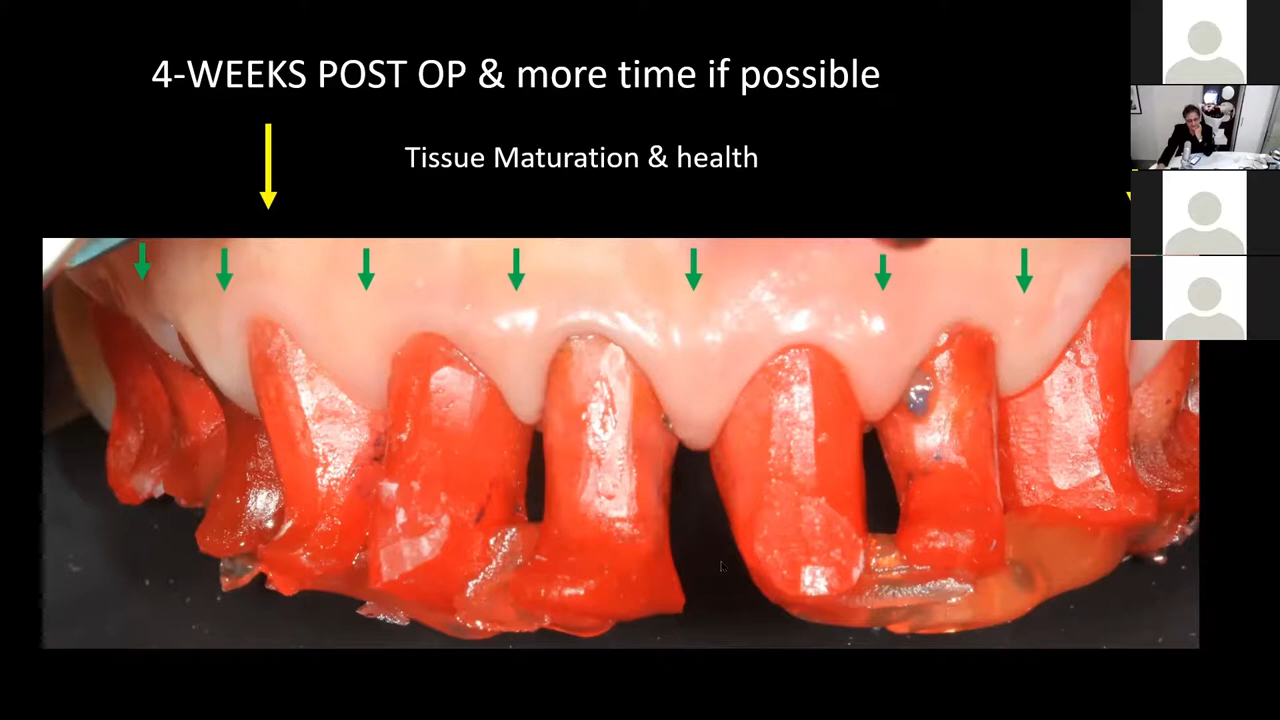 4-WEEKS POST OP & more time if possible
Tissue Maturation & health